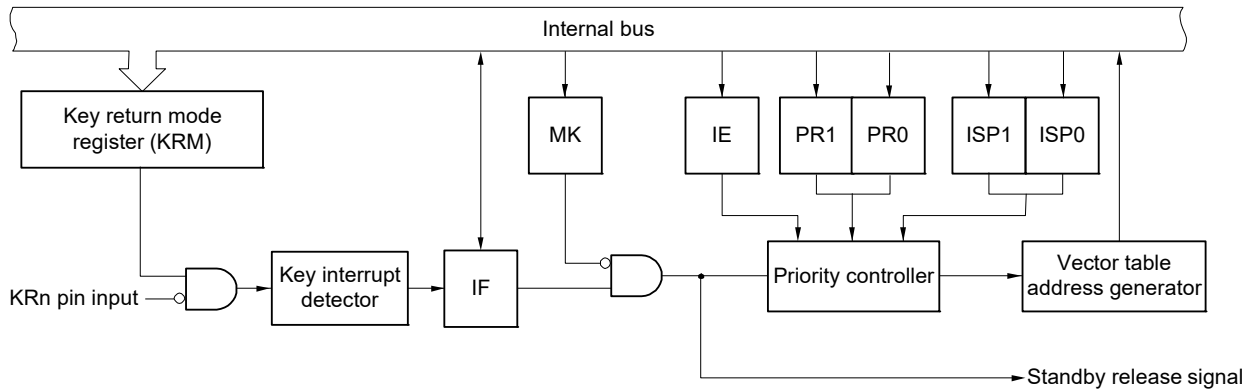 Internal bus
Key return mode
register (KRM)
MK
IE
PR1
PR0
ISP1
ISP0
KRn pin input
Key interrupt
detector
IF
Priority controller
Vector table
address generator
Standby release signal